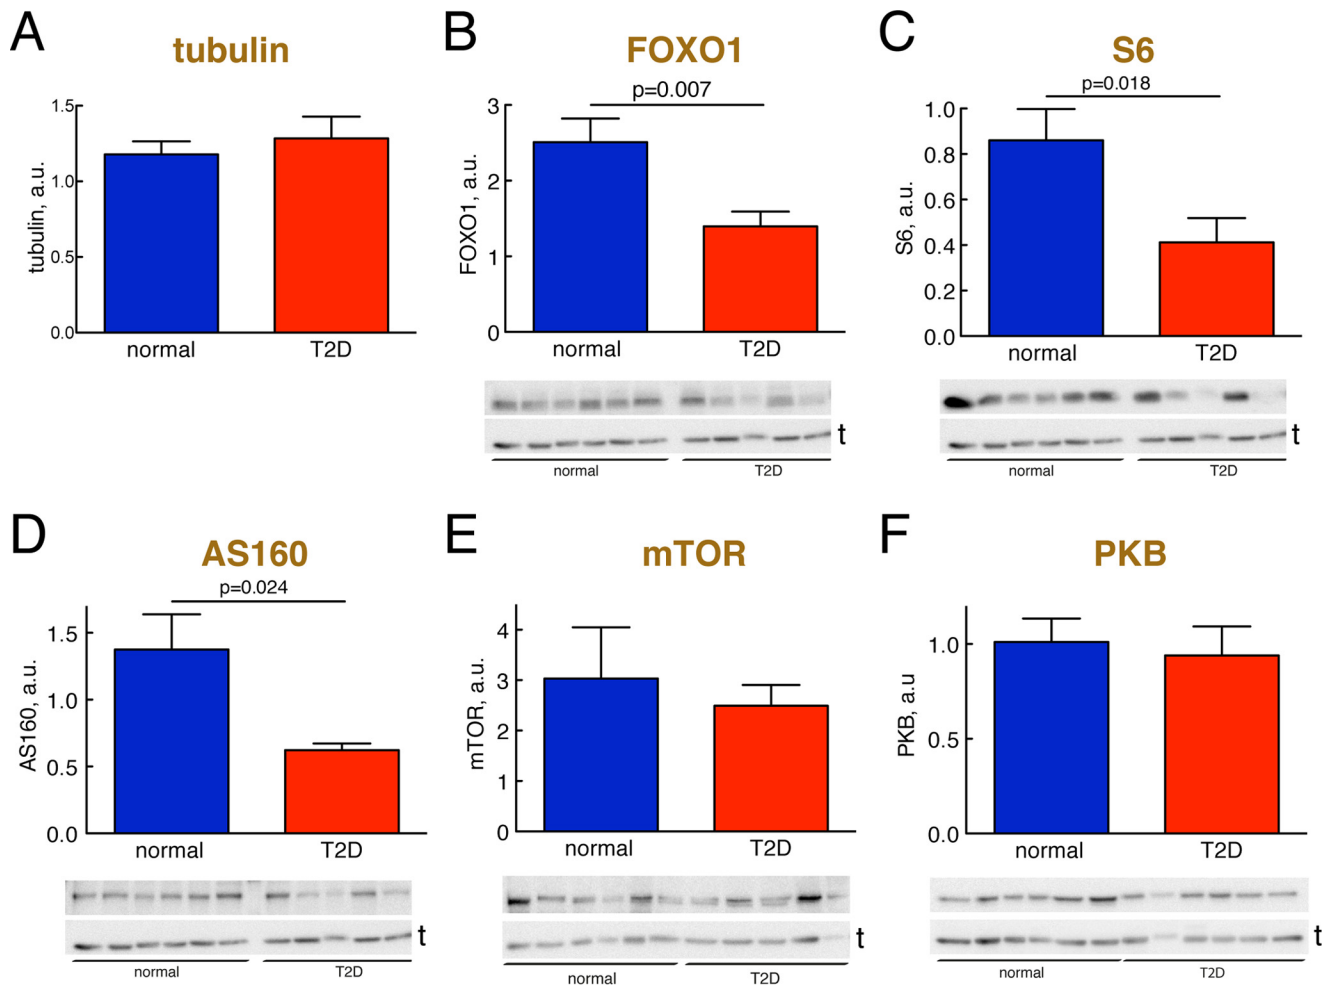 A
tubulin
tubulin, a.u.
1.5
1.0
0.5
0.0
normal T2D
B
FOXO1
p=0.007
FOXO1, a.u.
3
2
1
0
normal T2D
t
normal T2D
C
S6
p=0.018
S6, a.u.
1.0
0.8
0.6
0.4
0.2
0.0
normal T2D
t
normal T2D
D
AS160
p=0.024
AS160, a.u.
1.5
1.0
0.5
0.0
normal T2D
t
normal T2D
E
mTOR
mTOR, a.u.
4
3
2
1
0
normal T2D
t
normal T2D
F
PKB
PKB, a.u
1.0
0.5
0.0
normal T2D
t
normal T2D